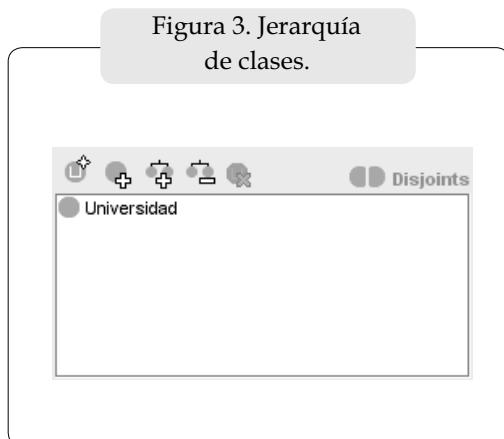 Figura 3. Jerarquía
de clases.
Disjoints
Universidad